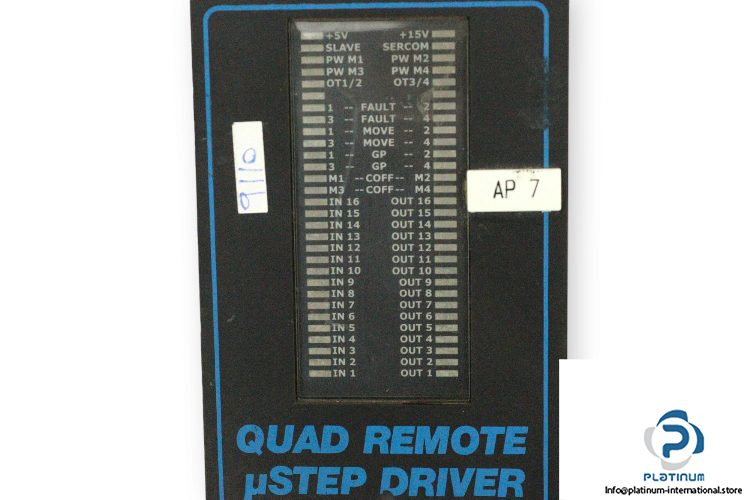 +5V +15V
SLAVE SERCOM
PW M1 PW M2
PW M3 PW M4
OT1/2 OT3/4
1 -- FAULT -- 2
3 -- FAULT -- 4
1 -- MOVE -- 2
3 -- MOVE -- 4
1 -- GP -- 2
3 -- GP -- 4
M1 --COFF-- M2
M3 --COFF-- M4
IN 16 OUT 16
IN 15 OUT 15
IN 14 OUT 14
IN 13 OUT 13
IN 12 OUT 12
IN 11 OUT 11
IN 10 OUT 10
IN 9 OUT 9
IN 8 OUT 8
IN 7 OUT 7
IN 6 OUT 6
IN 5 OUT 5
IN 4 OUT 4
IN 3 OUT 3
IN 2 OUT 2
IN 1 OUT 1
9110
AP 7
QUAD REMOTE
µSTEP DRIVER
PLATINUM
Info@platinum-international.store